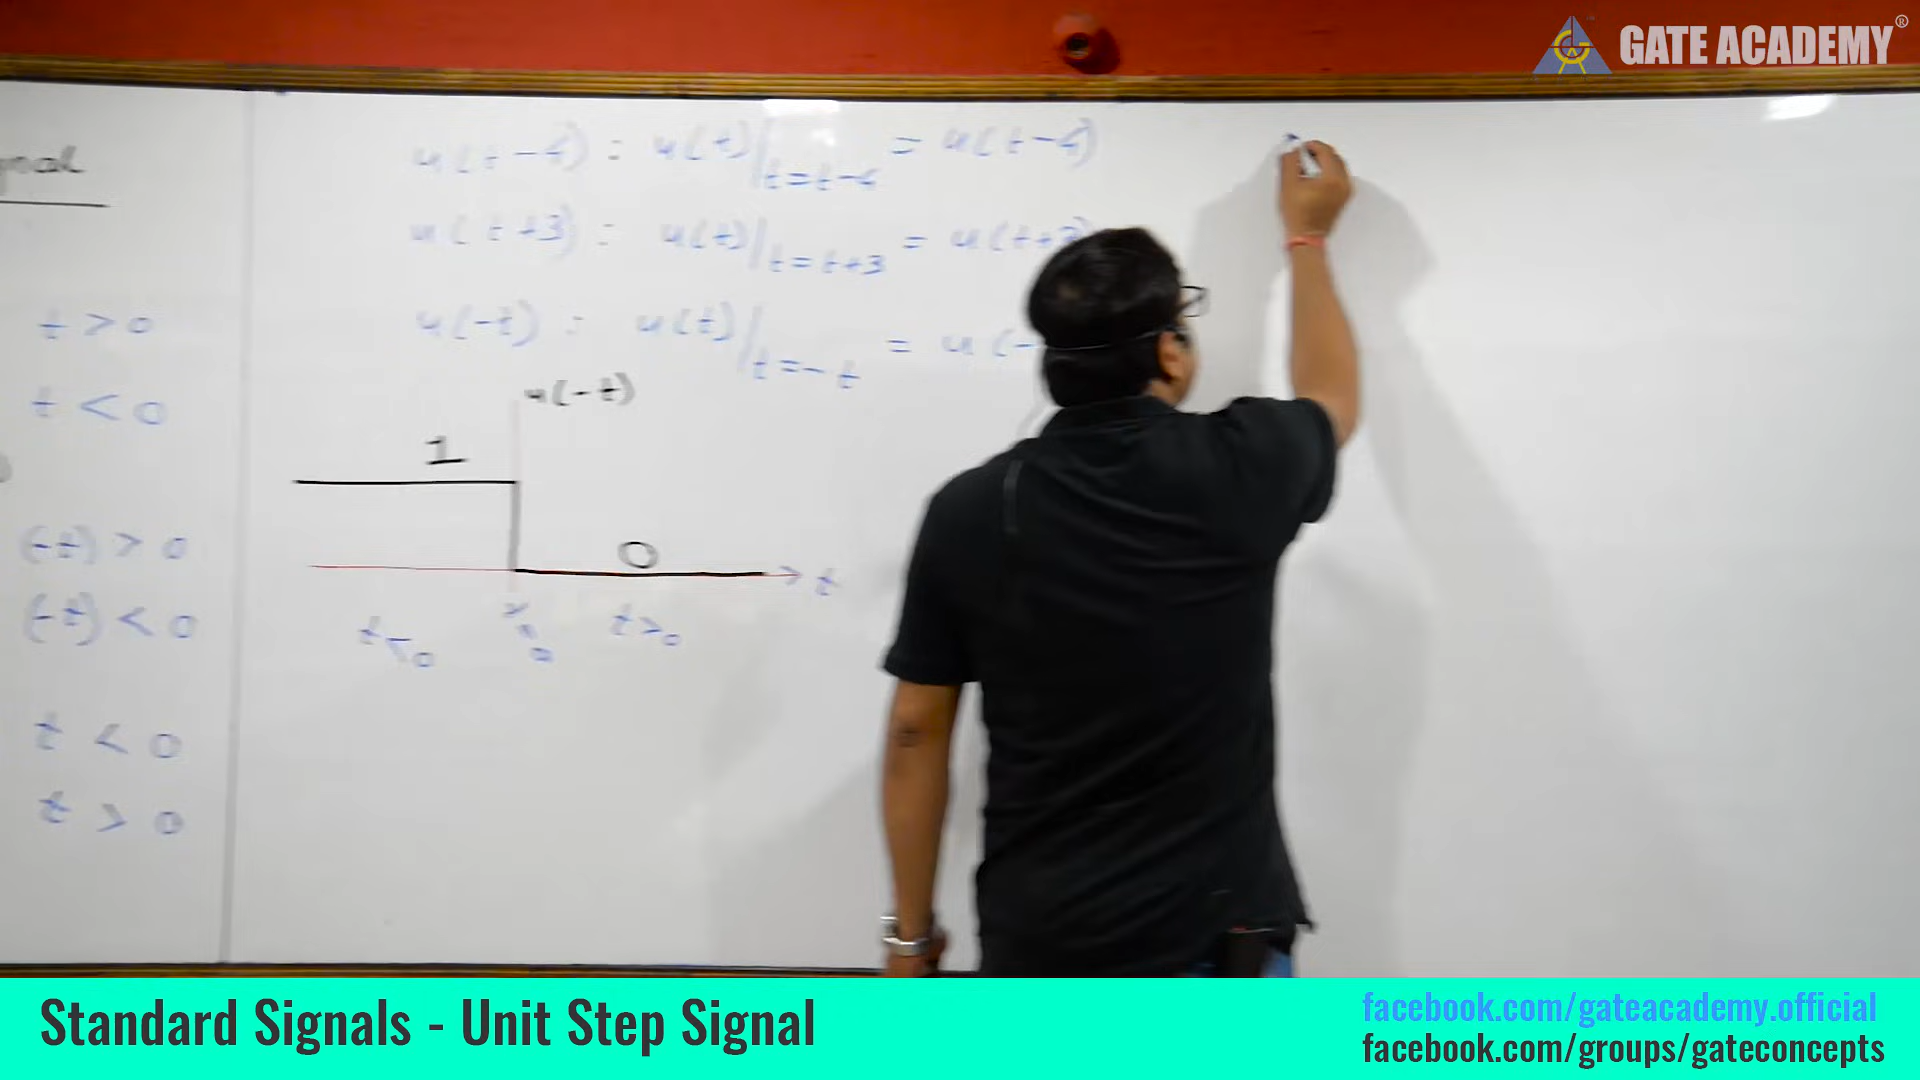 GATE ACADEMY®
t > 0
t < 0
(-t) > 0
(-t) < 0
t < 0
t > 0
u(t-4) : u(t)|t=t-4 = u(t-4)
u(t+3) : u(t)|t=t+3 = u(t+3)
u(-t) : u(t)|t=-t = u(-
u(-t)
1
0
t
t<0
t>0
Standard Signals - Unit Step Signal
facebook.com/gateacademy.official
facebook.com/groups/gateconcepts